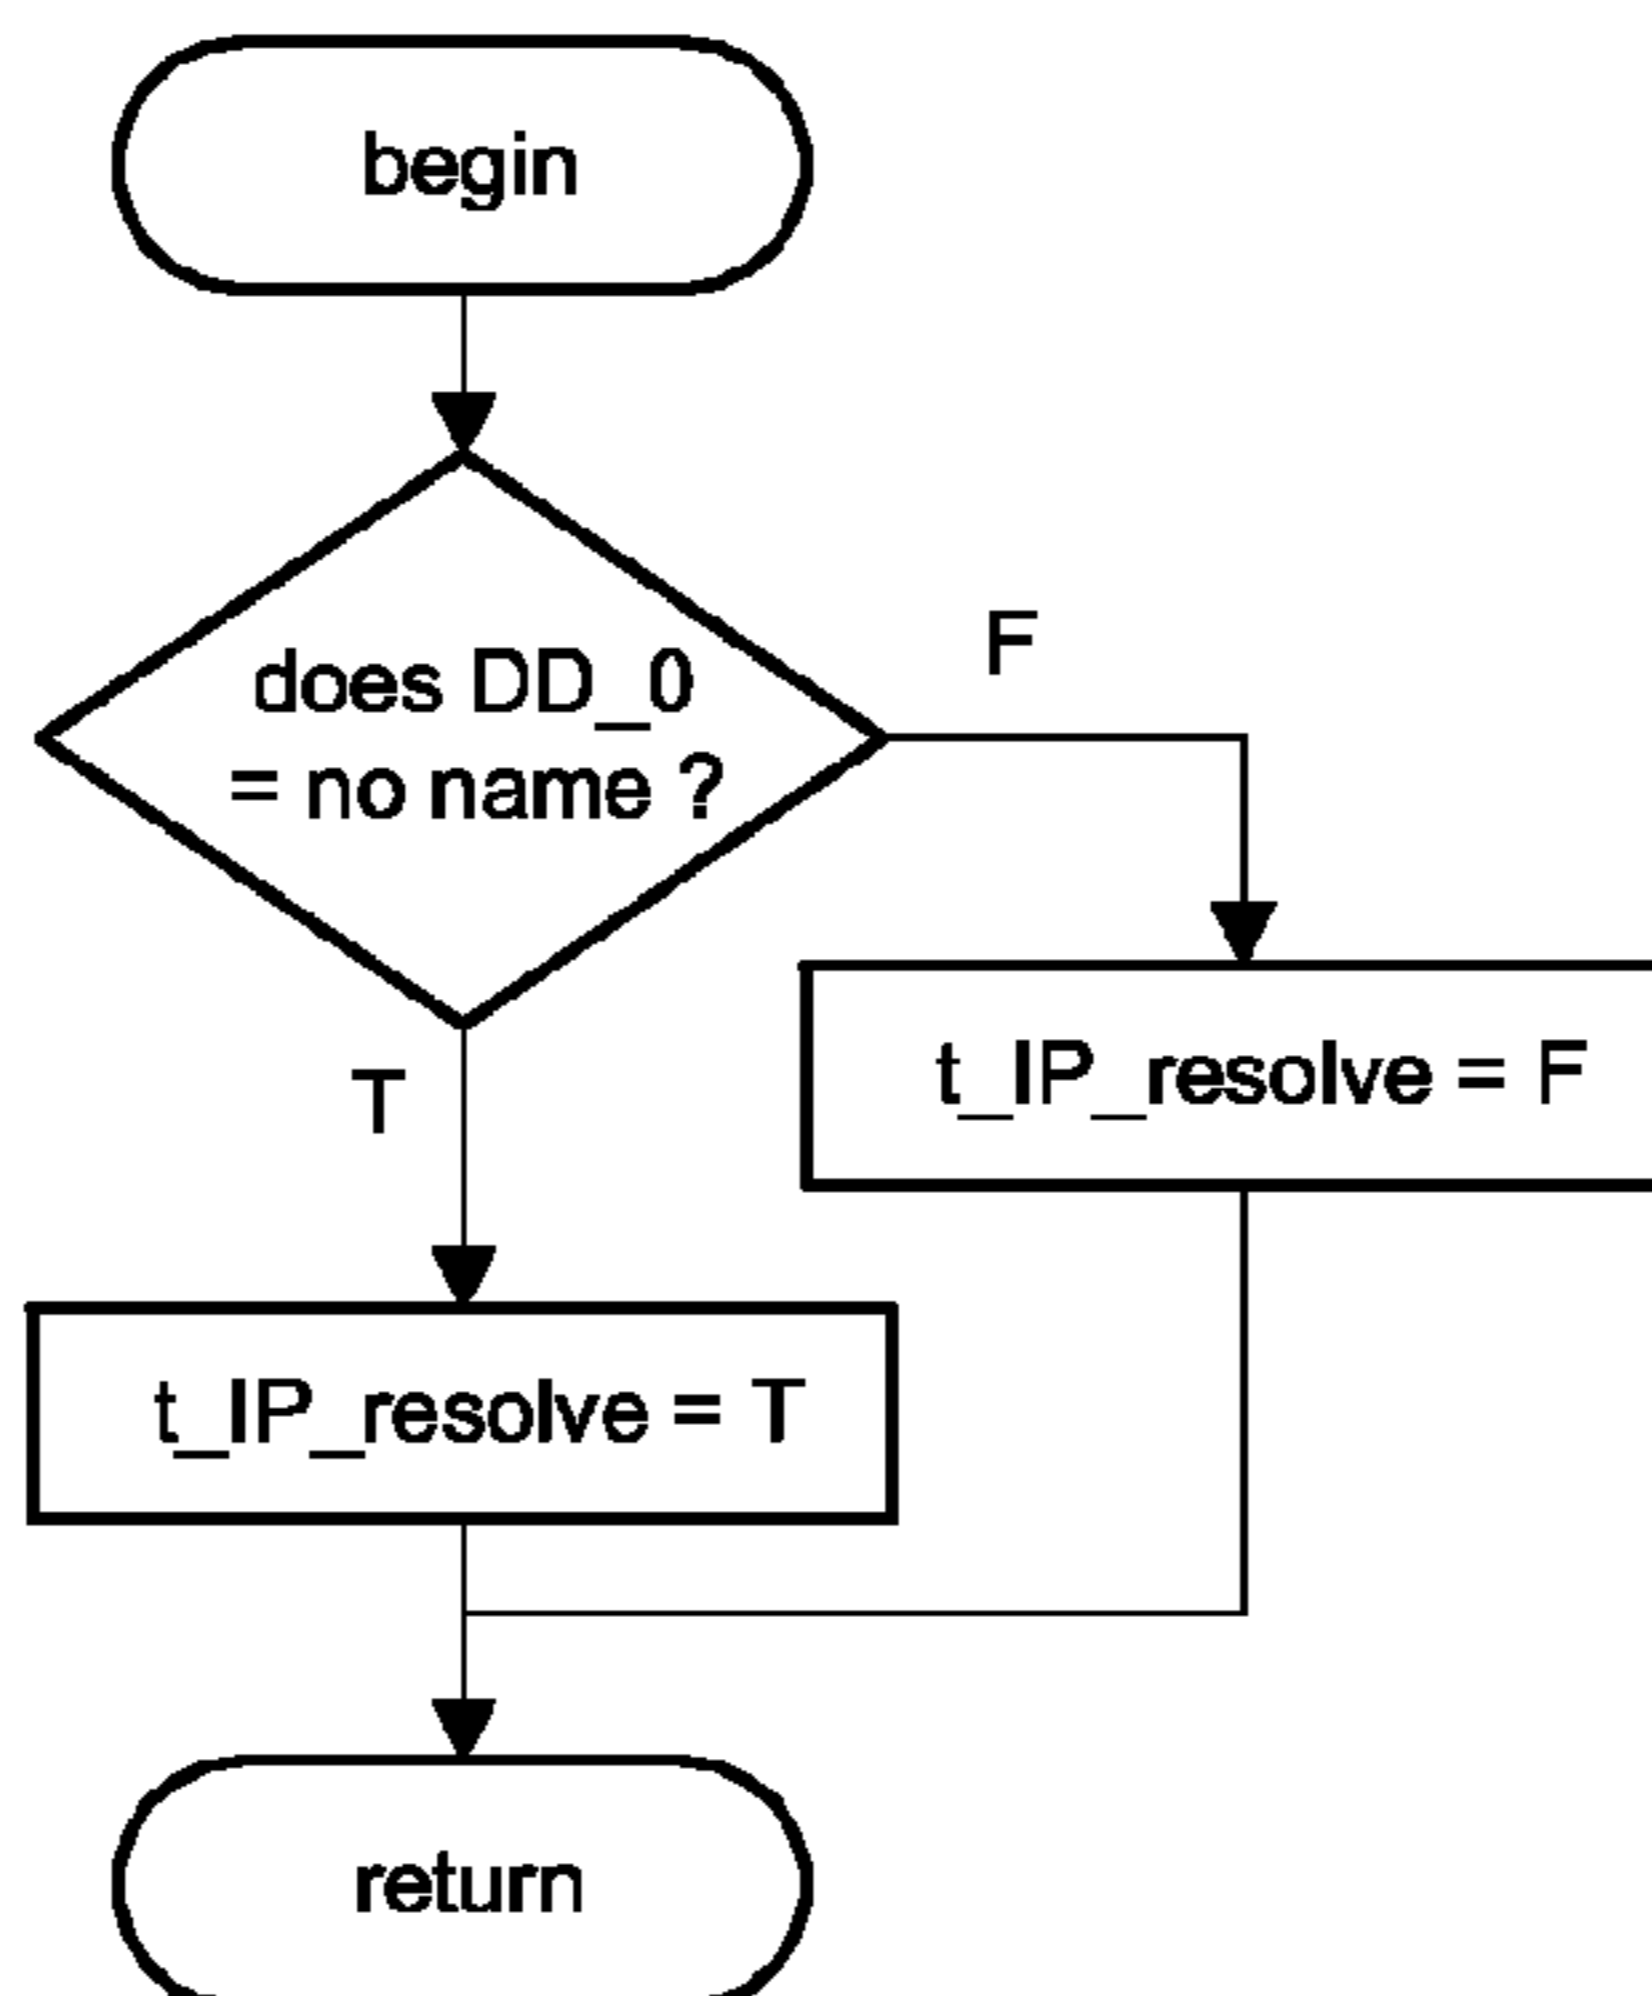 begin
does DD_0
= no name ?
F
t_IP_resolve = F
T
t_IP_resolve = T
return